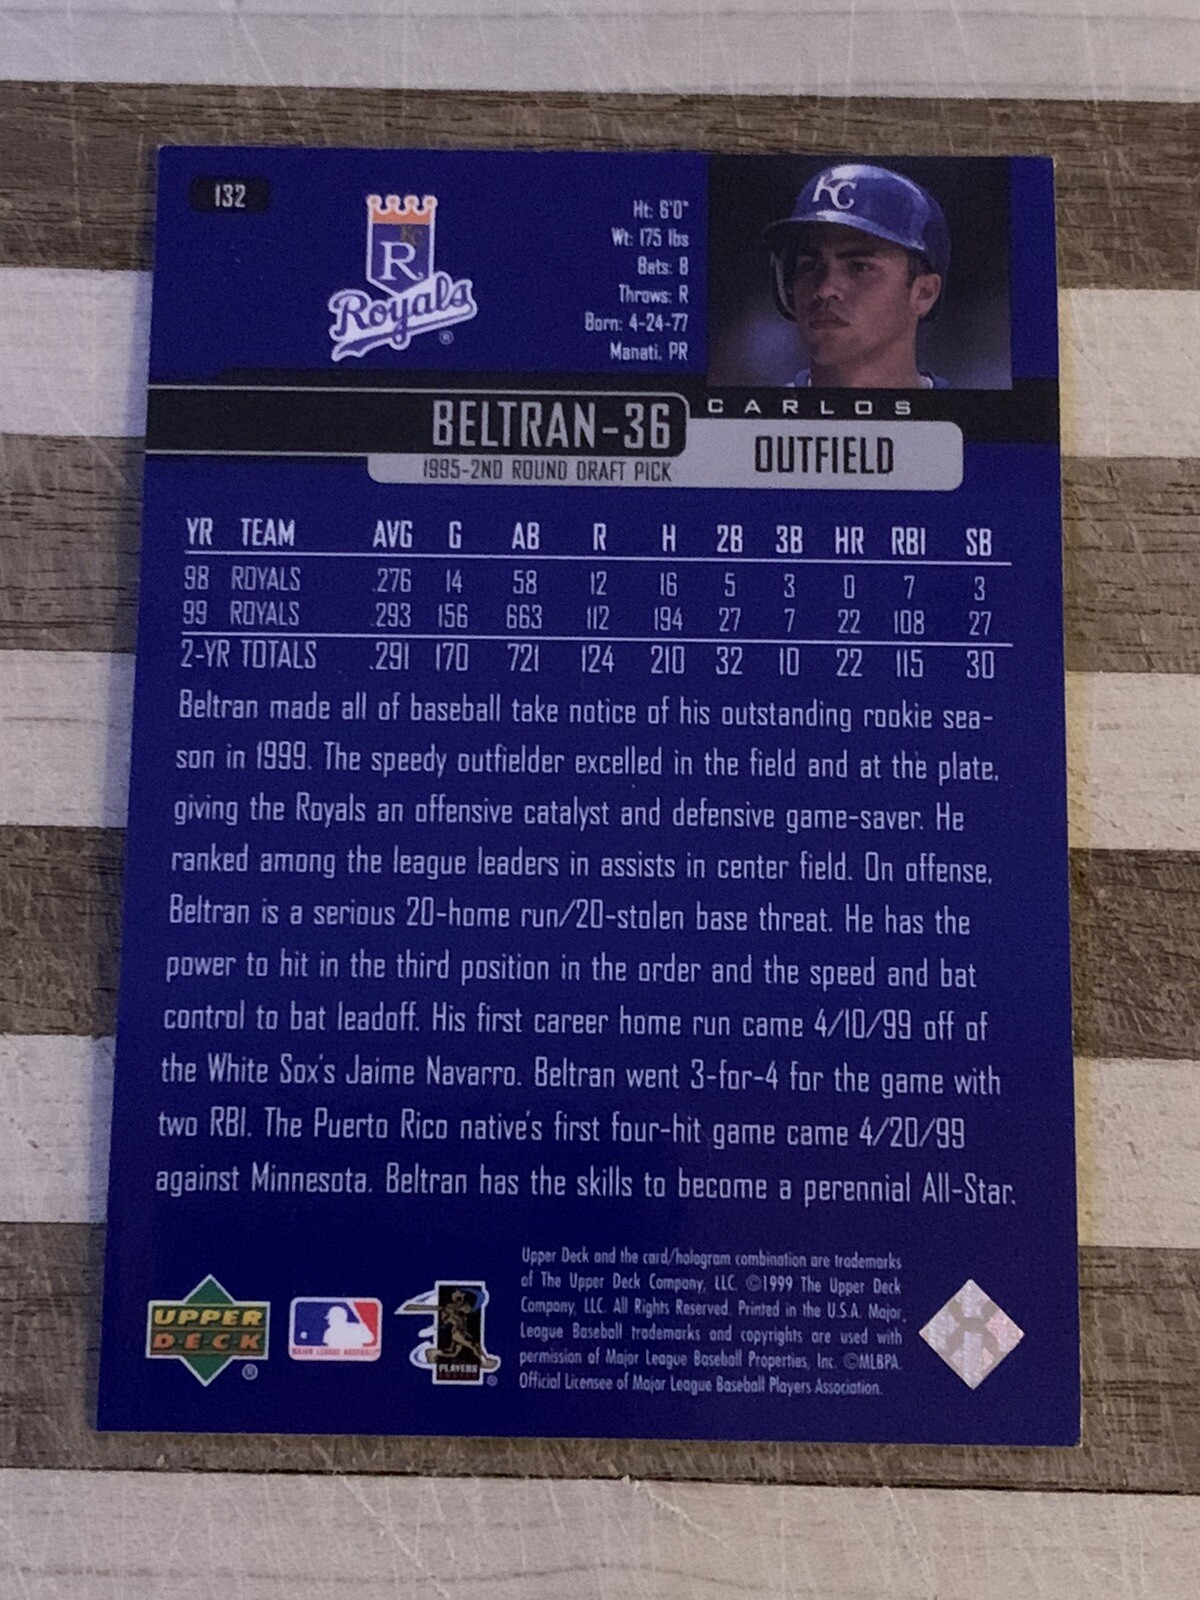 132
KC
R
Royals
®
Ht: 6'0"
Wt: 175 lbs
Bats: B
Throws: R
Born: 4-24-77
Manati, PR
KC
CARLOS
BELTRAN-36
OUTFIELD
1995-2ND ROUND DRAFT PICK
YR TEAM AVG G AB R H 2B 3B HR RBI SB
98 ROYALS .276 14 58 12 16 5 3 0 7 3
99 ROYALS .293 156 663 112 194 27 7 22 108 27
2-YR TOTALS .291 170 721 124 210 32 10 22 115 30
Beltran made all of baseball take notice of his outstanding rookie sea-
son in 1999. The speedy outfielder excelled in the field and at the plate,
giving the Royals an offensive catalyst and defensive game-saver. He
ranked among the league leaders in assists in center field. On offense,
Beltran is a serious 20-home run/20-stolen base threat. He has the
power to hit in the third position in the order and the speed and bat
control to bat leadoff. His first career home run came 4/10/99 off of
the White Sox's Jaime Navarro. Beltran went 3-for-4 for the game with
two RBI. The Puerto Rico native's first four-hit game came 4/20/99
against Minnesota. Beltran has the skills to become a perennial All-Star.
UPPER
DECK
®
MAJOR LEAGUE BASEBALL
PLAYERS
®
Upper Deck and the card/hologram combination are trademarks
of The Upper Deck Company, LLC. ©1999 The Upper Deck
Company, LLC. All Rights Reserved. Printed in the U.S.A. Major
League Baseball trademarks and copyrights are used with
permission of Major League Baseball Properties, Inc. ©MLBPA
Official Licensee of Major League Baseball Players Association.